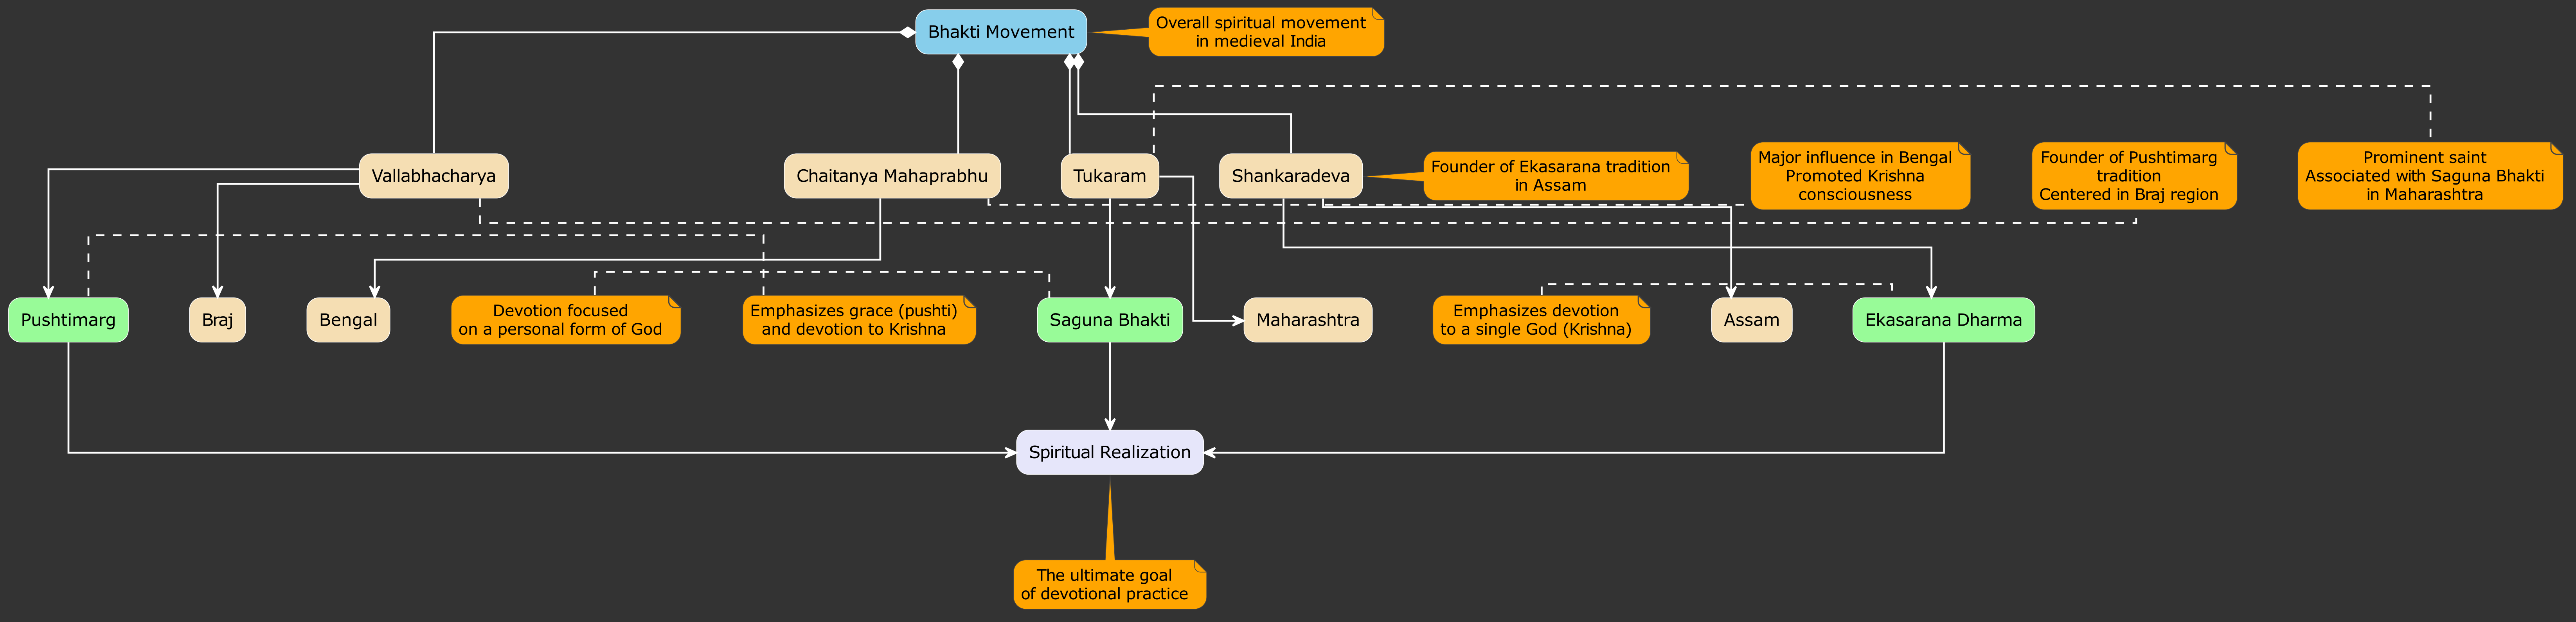 Bhakti Movement
Overall spiritual movement
in medieval India
Vallabhacharya
Chaitanya Mahaprabhu
Tukaram
Shankaradeva
Founder of Ekasarana tradition
in Assam
Major influence in Bengal
Promoted Krishna
consciousness
Founder of Pushtimarg
tradition
Centered in Braj region
Prominent saint
Associated with Saguna Bhakti
in Maharashtra
Pushtimarg
Braj
Bengal
Devotion focused
on a personal form of God
Emphasizes grace (pushti)
and devotion to Krishna
Saguna Bhakti
Maharashtra
Emphasizes devotion
to a single God (Krishna)
Assam
Ekasarana Dharma
Spiritual Realization
The ultimate goal
of devotional practice